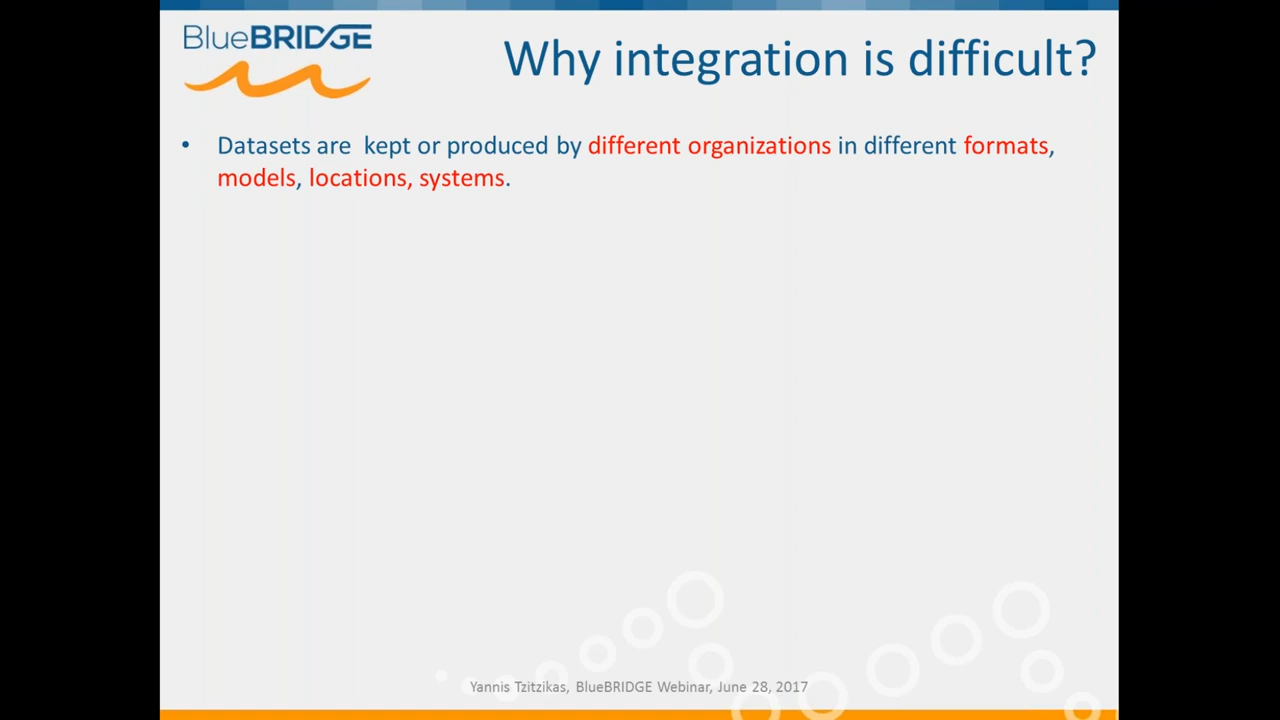 BlueBRIDGE
Why integration is difficult?
• Datasets are kept or produced by different organizations in different formats,
models, locations, systems.
Yannis Tzitzikas, BlueBRIDGE Webinar, June 28, 2017